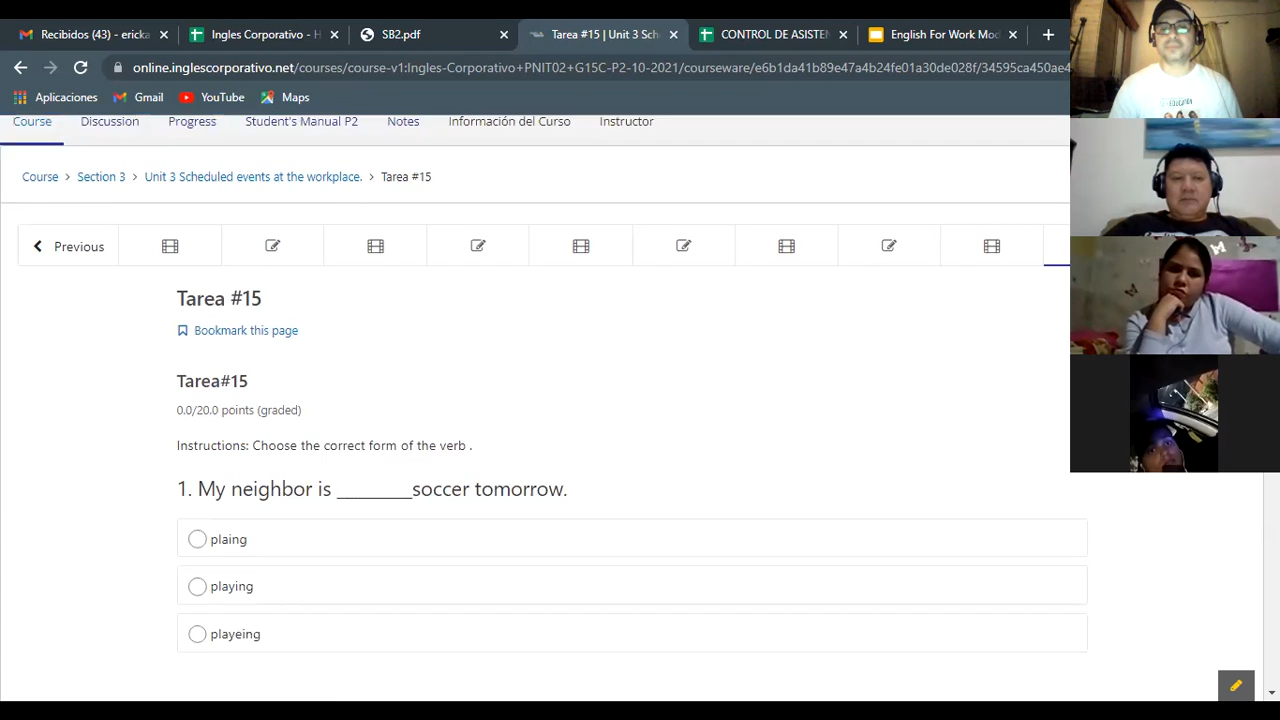 Recibidos (43) - ericka
Ingles Corporativo - H
SB2.pdf
Tarea #15 | Unit 3 Sch
CONTROL DE ASISTEN
English For Work Mod
online.inglescorporativo.net/courses/course-v1:Ingles-Corporativo+PNIT02+G15C-P2-10-2021/courseware/e6b1da41b89e47a4b24fe01a30de028f/34595ca450ae4
Aplicaciones
Gmail
YouTube
Maps
Course
Discussion
Progress
Student's Manual P2
Notes
Información del Curso
Instructor
Course > Section 3 > Unit 3 Scheduled events at the workplace. > Tarea #15
Previous
Tarea #15
Bookmark this page
Tarea#15
0.0/20.0 points (graded)
Instructions: Choose the correct form of the verb .
1. My neighbor is ________soccer tomorrow.
plaing
playing
playeing